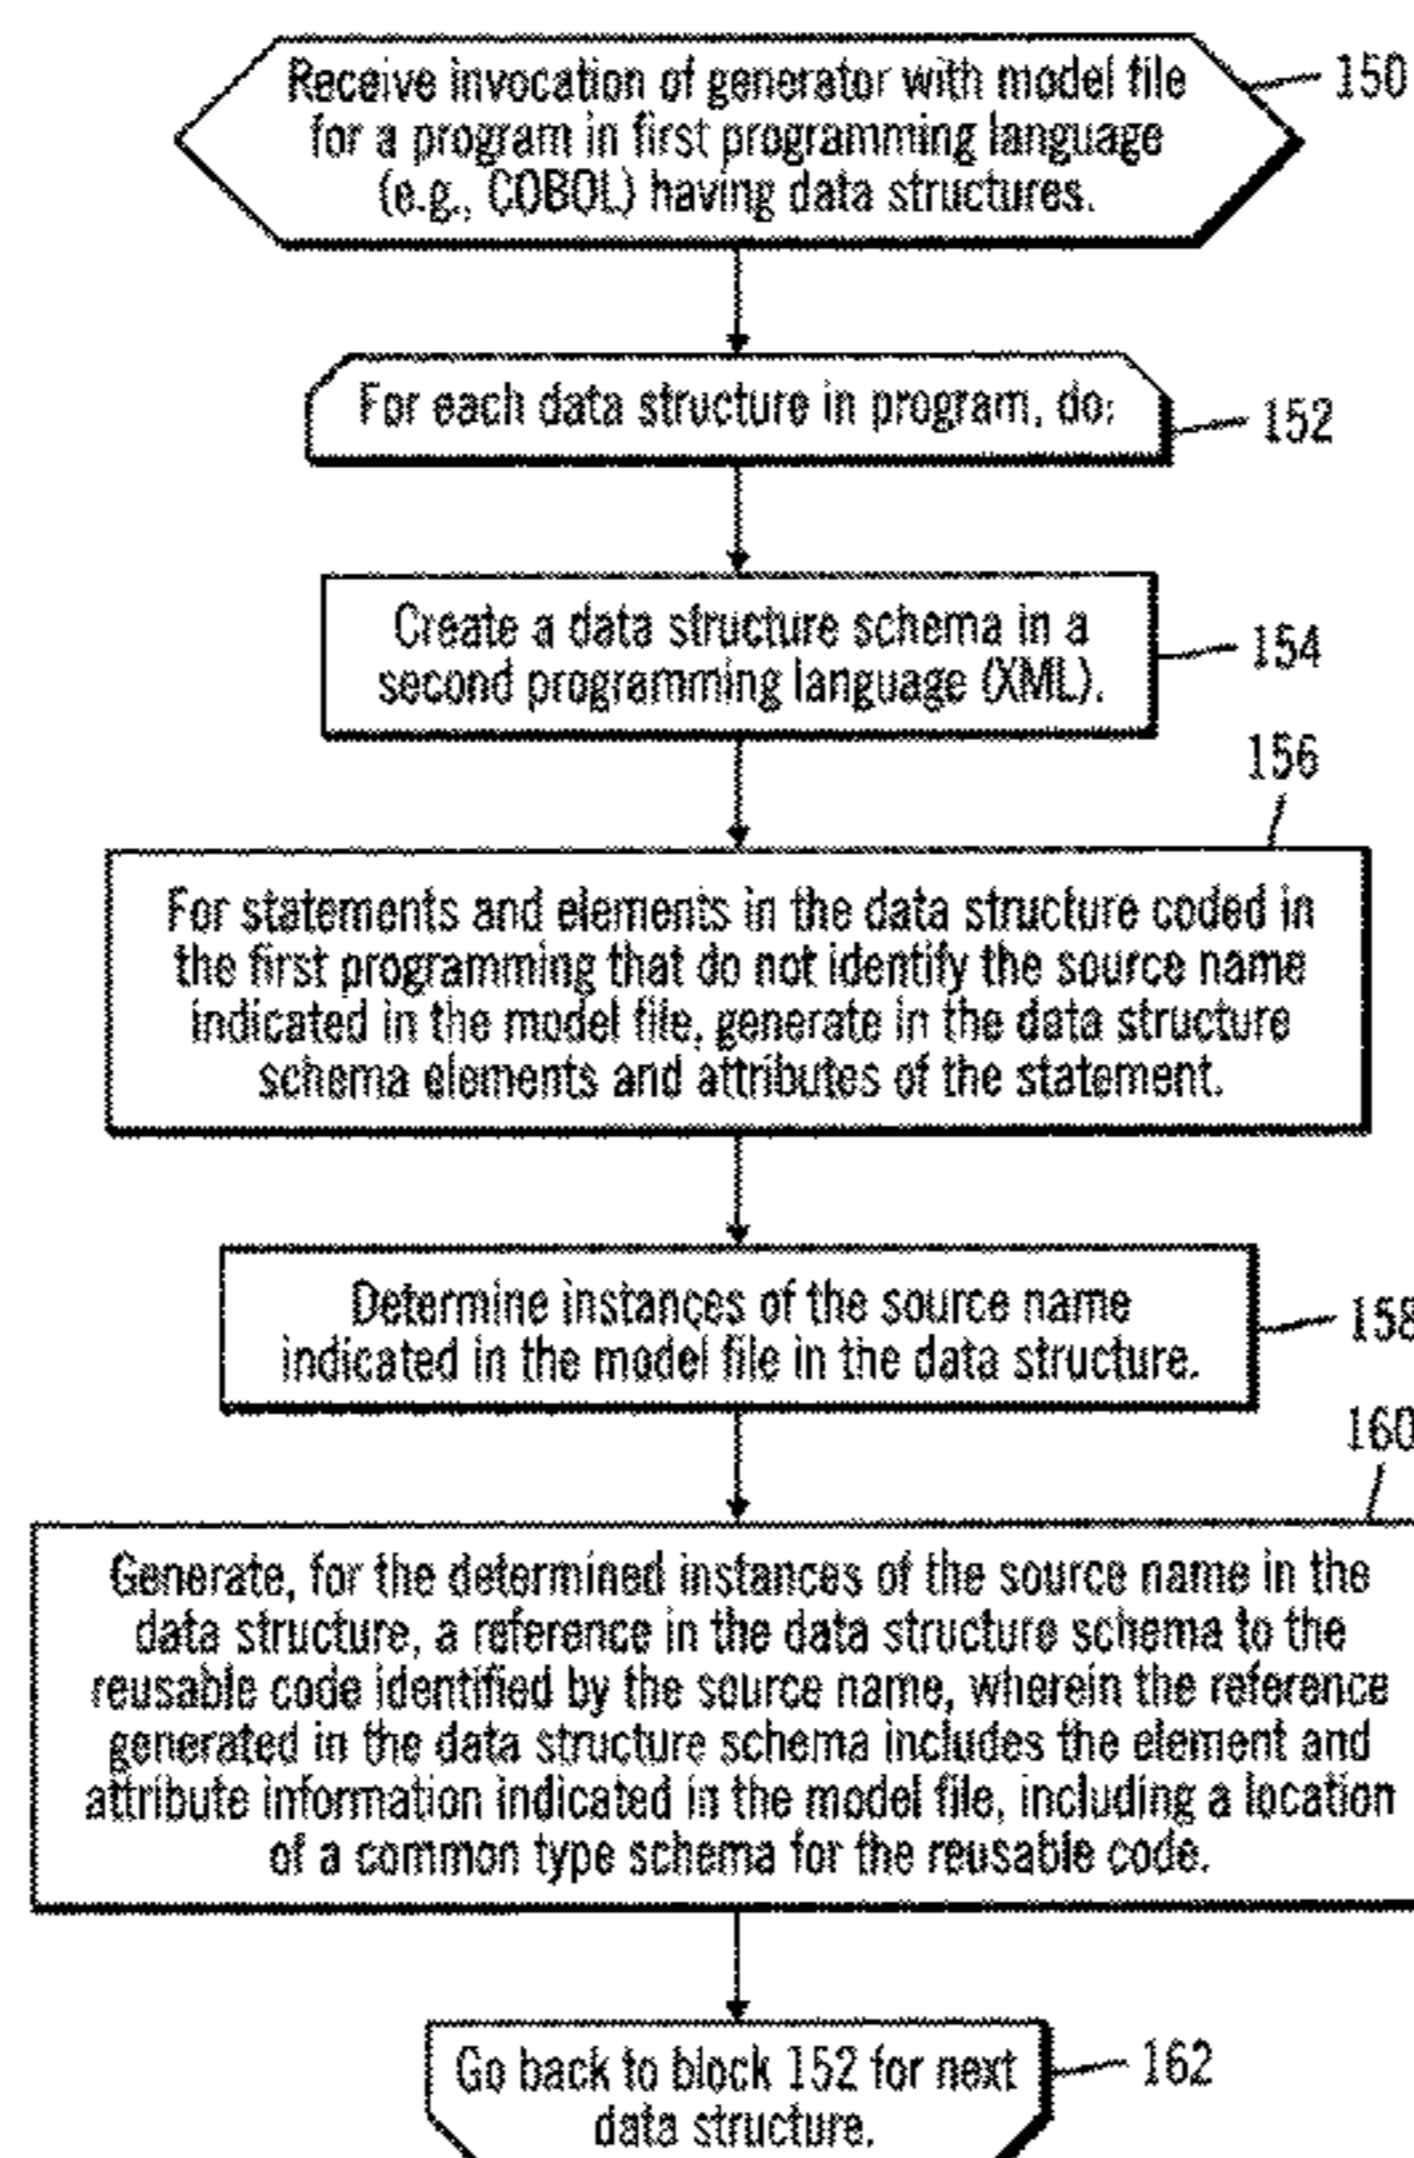 Receive invocation of generator with model file
for a program in first programming language
(e.g., COBOL) having data structures.
150
For each data structure in program, do:
152
Create a data structure schema in a
second programming language (XML).
154
156
For statements and elements in the data structure coded in
the first programming that do not identify the source name
indicated in the model file, generate in the data structure
schema elements and attributes of the statement.
Determine instances of the source name
indicated in the model file in the data structure.
158
160
Generate, for the determined instances of the source name in the
data structure, a reference in the data structure schema to the
reusable code identified by the source name, wherein the reference
generated in the data structure schema includes the element and
attribute information indicated in the model file, including a location
of a common type schema for the reusable code.
Go back to block 152 for next
data structure.
162